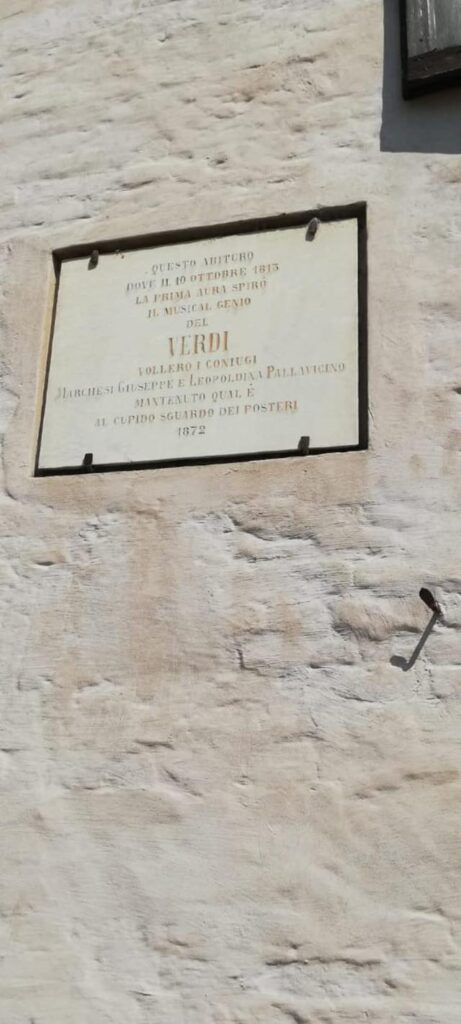 QUESTO ABITURO
DOVE IL 10 OTTOBRE 1813
LA PRIMA AURA SPIRÒ
IL MUSICAL GENIO
DEL
VERDI
VOLLERO I CONIUGI
MARCHESI GIUSEPPE E LEOPOLDINA PALLAVICINO
MANTENUTO QUAL È
AL CUPIDO SGUARDO DEI POSTERI
1872